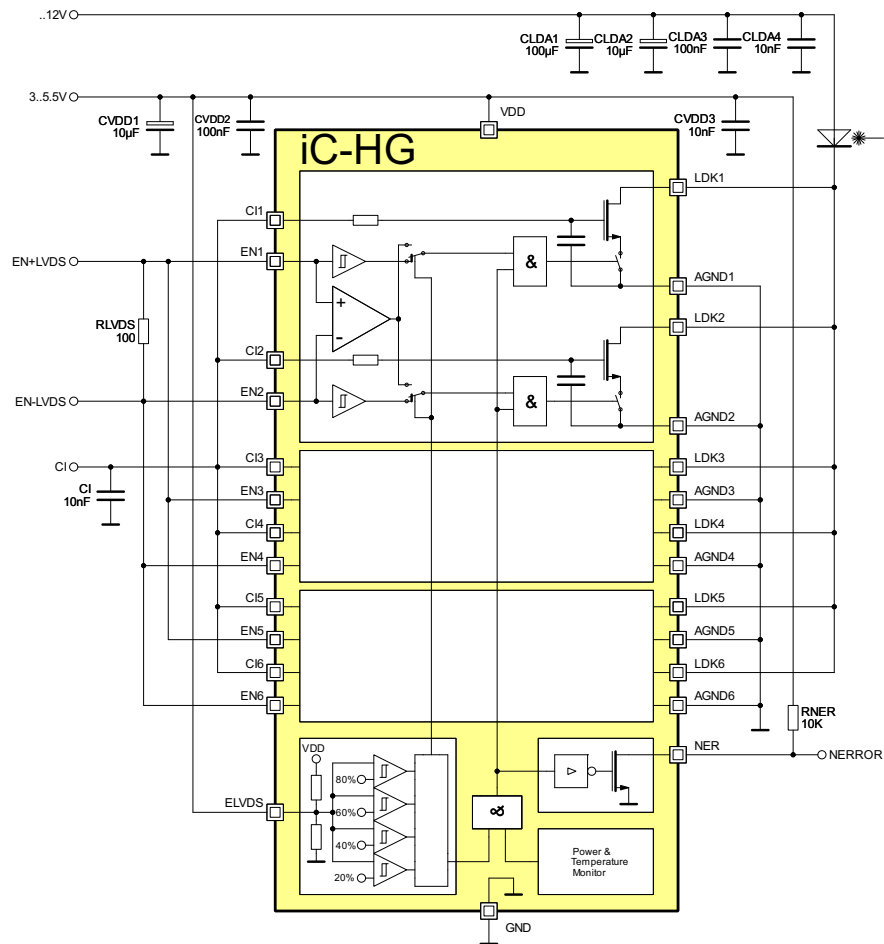 ..12V
CLDA1
100µF
CLDA2
10µF
CLDA3
100nF
CLDA4
10nF
3..5.5V
CVDD1
10µF
CVDD2
100nF
VDD
CVDD3
10nF
iC-HG
CI1
LDK1
EN+LVDS
EN1
&
AGND1
RLVDS
100
+
-
LDK2
CI2
EN-LVDS
EN2
&
AGND2
CI
CI3
LDK3
CI
10nF
EN3
AGND3
CI4
LDK4
EN4
AGND4
CI5
LDK5
EN5
AGND5
CI6
LDK6
EN6
AGND6
RNER
10K
VDD
NER
NERROR
80%
ELVDS
60%
&
40%
20%
Power &
Temperature
Monitor
GND